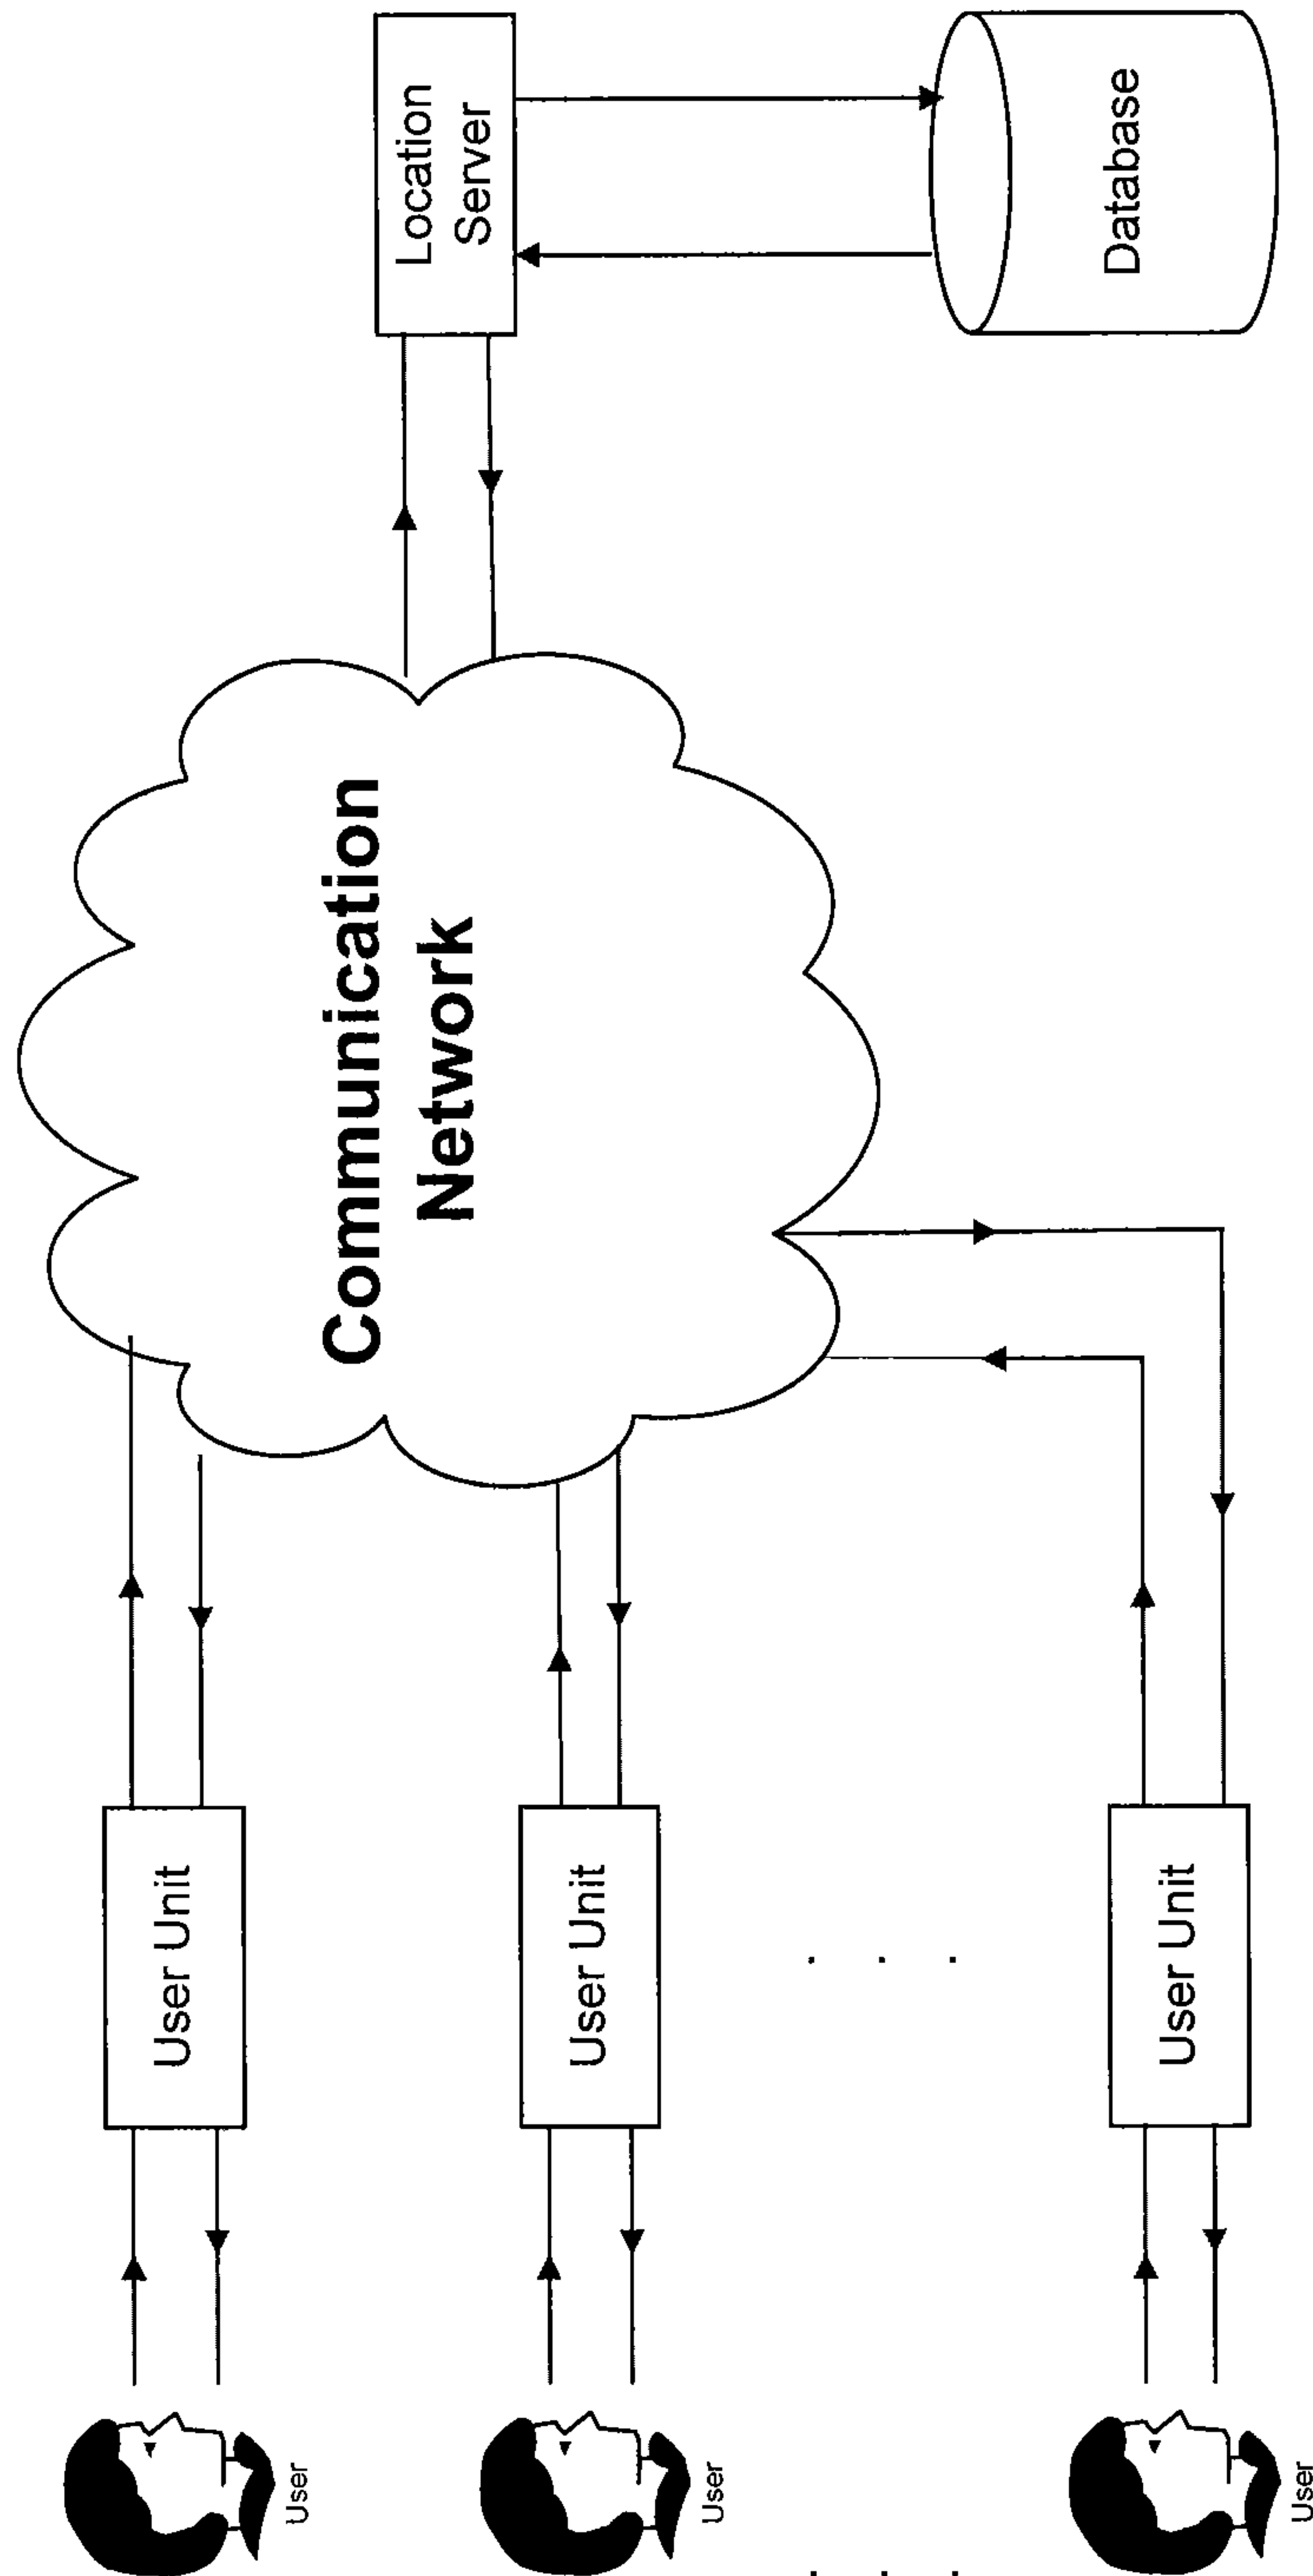 User
User Unit
User
User Unit
User
User Unit
Communication
Network
Location
Server
Database